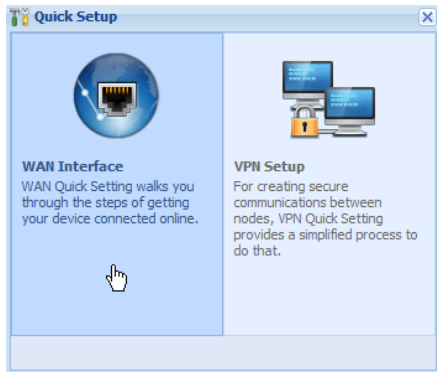 Quick Setup
WAN Interface
WAN Quick Setting walks you
through the steps of getting
your device connected online.
VPN Setup
For creating secure
communications between
nodes, VPN Quick Setting
provides a simplified process to
do that.